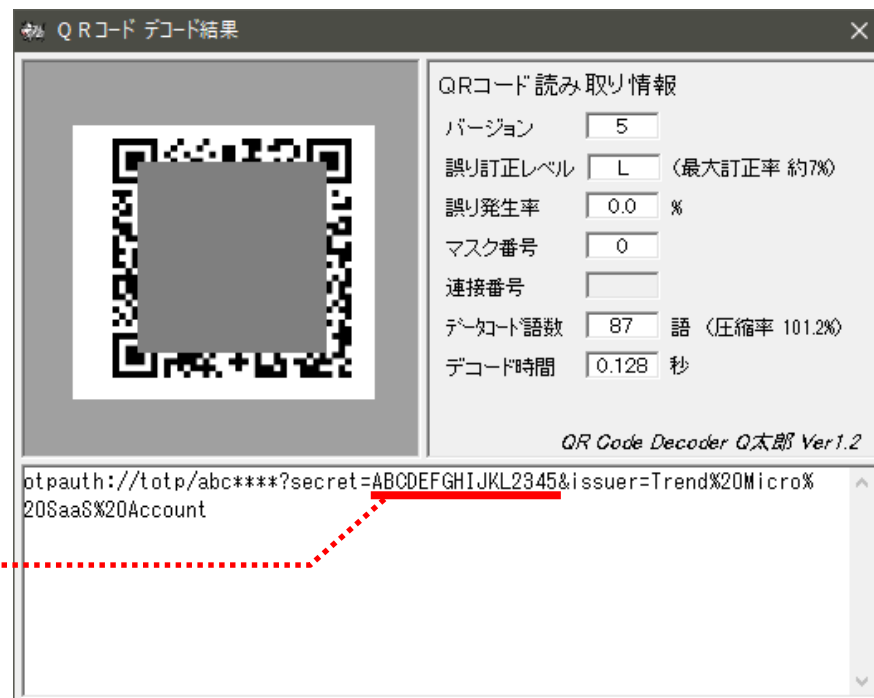 QRコード デコード結果
QRコード読み取り情報
バージョン 5
誤り訂正レベル L (最大訂正率 約7%)
誤り発生率 0.0 %
マスク番号 0
連接番号
データコード語数 87 語 (圧縮率 101.2%)
デコード時間 0.128 秒
QR Code Decoder Q太郎 Ver1.2
otpauth://totp/abc****?secret=ABCDEFGHIJKL2345&issuer=Trend%20Micro%
20SaaS%20Account